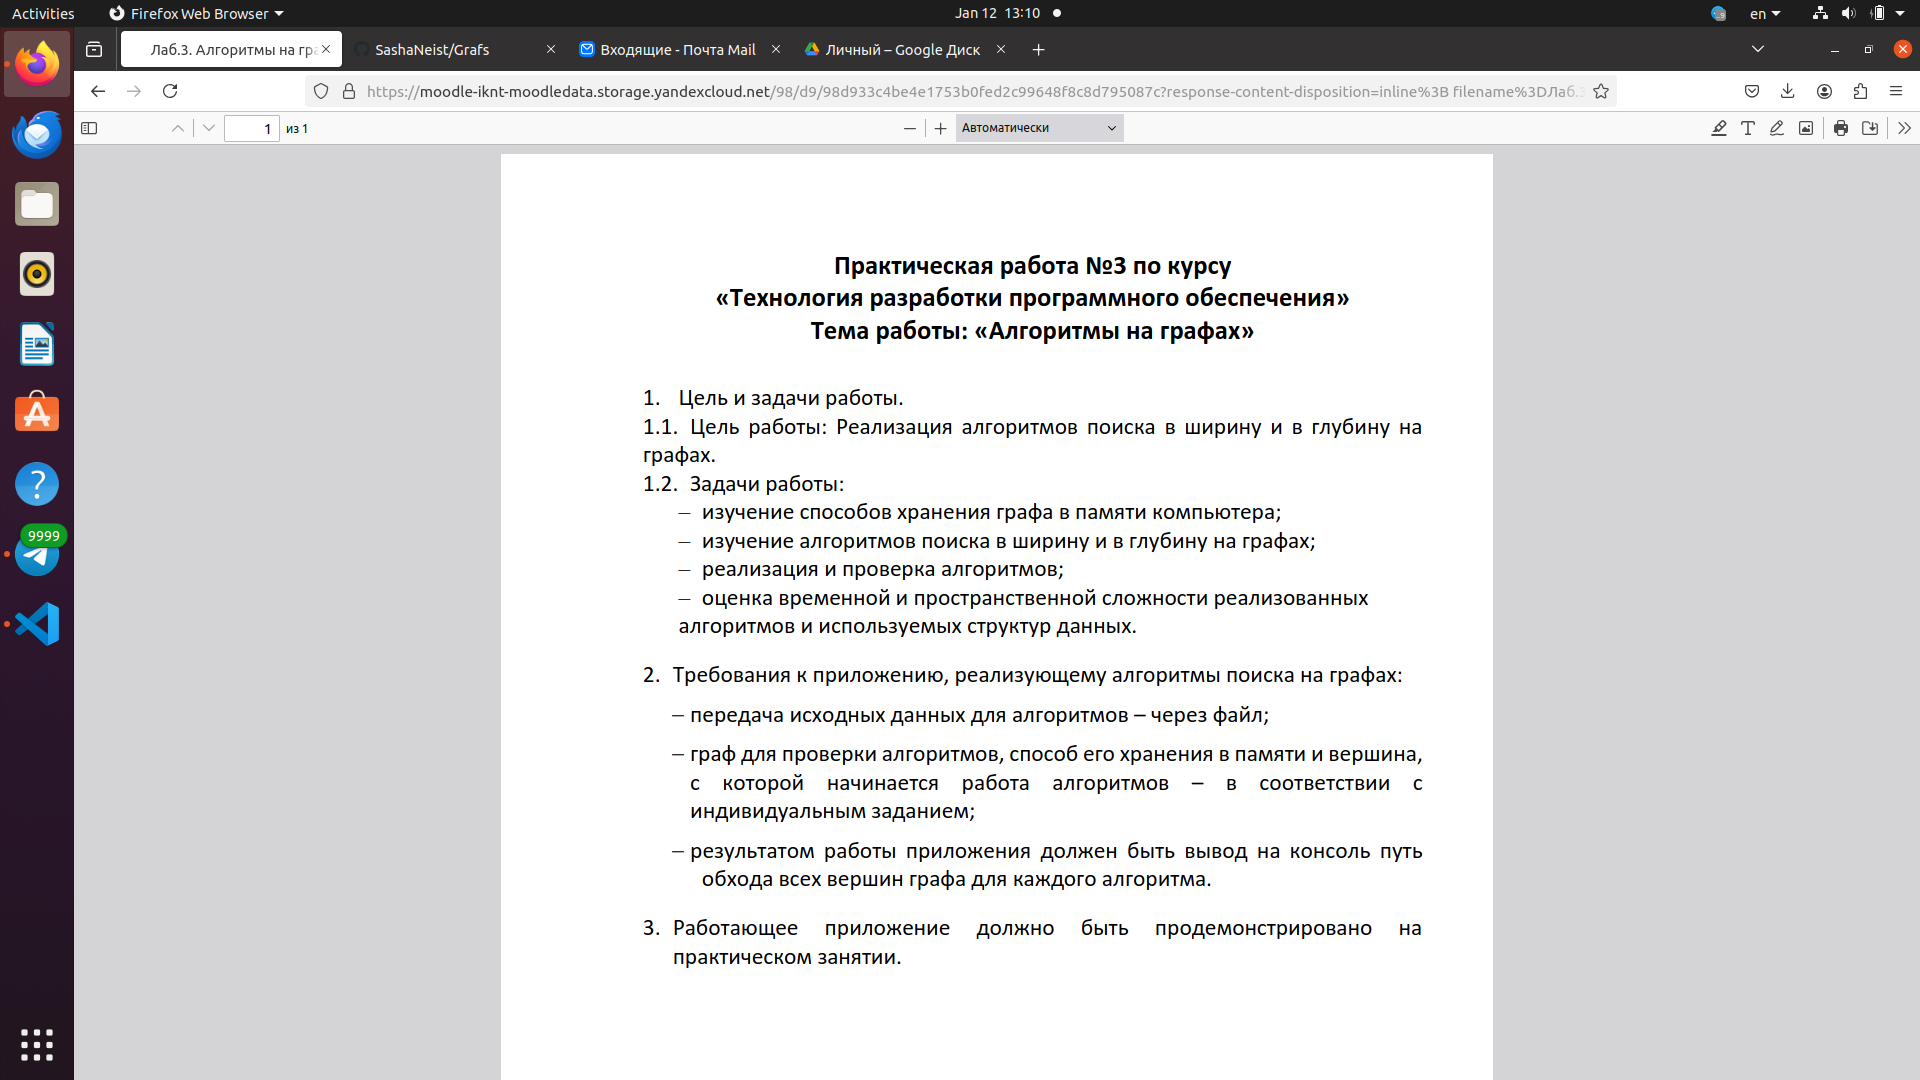 Activities
Firefox Web Browser
Jan 12 13:10
en
Лаб.3. Алгоритмы на гра
SashaNeist/Grafs
Входящие - Почта Mail
Личный – Google Диск
https://moodle-iknt-moodledata.storage.yandexcloud.net/98/d9/98d933c4be4e1753b0fed2c99648f8c8d795087c?response-content-disposition=inline%3B filename%3DЛаб.3
1
из 1
Автоматически
Практическая работа №3 по курсу
«Технология разработки программного обеспечения»
Тема работы: «Алгоритмы на графах»
1. Цель и задачи работы.
1.1. Цель работы: Реализация алгоритмов поиска в ширину и в глубину на
графах.
1.2. Задачи работы:
– изучение способов хранения графа в памяти компьютера;
– изучение алгоритмов поиска в ширину и в глубину на графах;
– реализация и проверка алгоритмов;
– оценка временной и пространственной сложности реализованных
алгоритмов и используемых структур данных.
2. Требования к приложению, реализующему алгоритмы поиска на графах:
– передача исходных данных для алгоритмов – через файл;
– граф для проверки алгоритмов, способ его хранения в памяти и вершина,
с которой начинается работа алгоритмов – в соответствии с
индивидуальным заданием;
– результатом работы приложения должен быть вывод на консоль путь
обхода всех вершин графа для каждого алгоритма.
3. Работающее приложение должно быть продемонстрировано на
практическом занятии.
9999